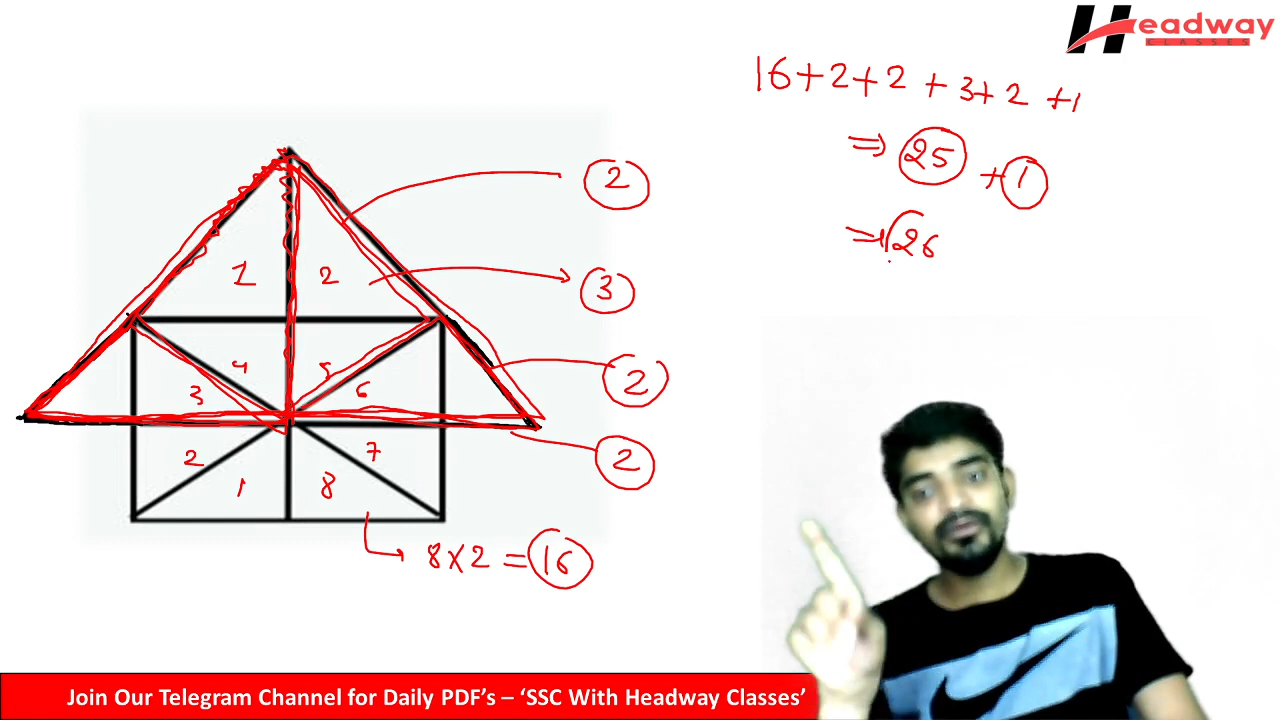 Headway
CLASSES
16+2+2+3+2+1
⇒ 25 + 1
⇒ 26
2
3
2
2
1 2
4 5
3 6
2 7
1 8
8×2 = 16
Join Our Telegram Channel for Daily PDF's – 'SSC With Headway Classes'